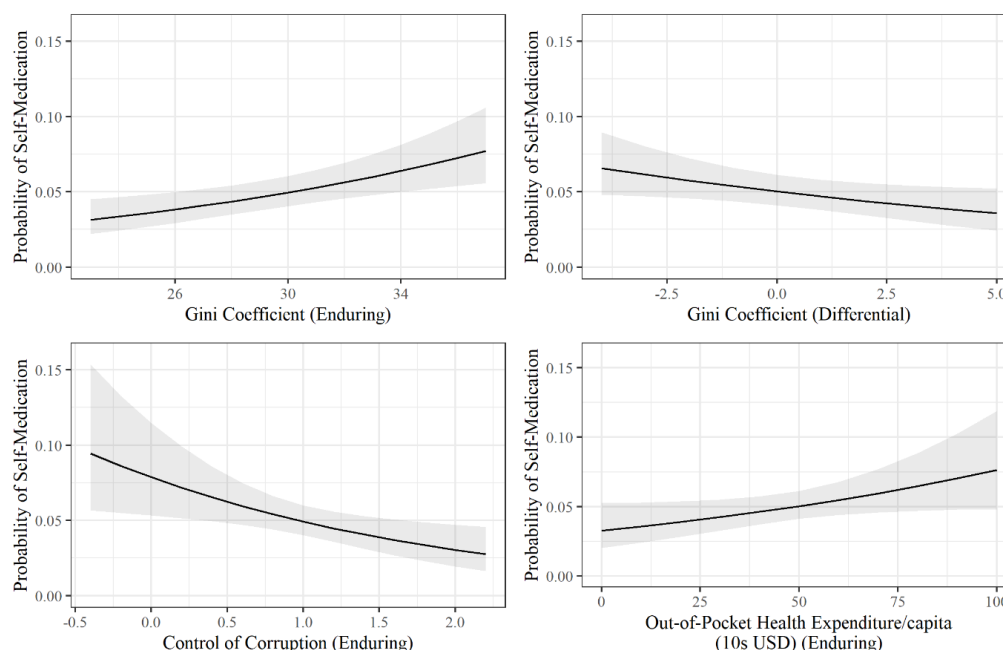 Probability of Self-Medication
0.15
0.10
0.05
0.00
26 30 34
Gini Coefficient (Enduring)
Probability of Self-Medication
0.15
0.10
0.05
0.00
-2.5 0.0 2.5 5.0
Gini Coefficient (Differential)
Probability of Self-Medication
0.15
0.10
0.05
0.00
-0.5 0.0 0.5 1.0 1.5 2.0
Control of Corruption (Enduring)
Probability of Self-Medication
0.15
0.10
0.05
0.00
0 25 50 75 100
Out-of-Pocket Health Expenditure/capita
(10s USD) (Enduring)